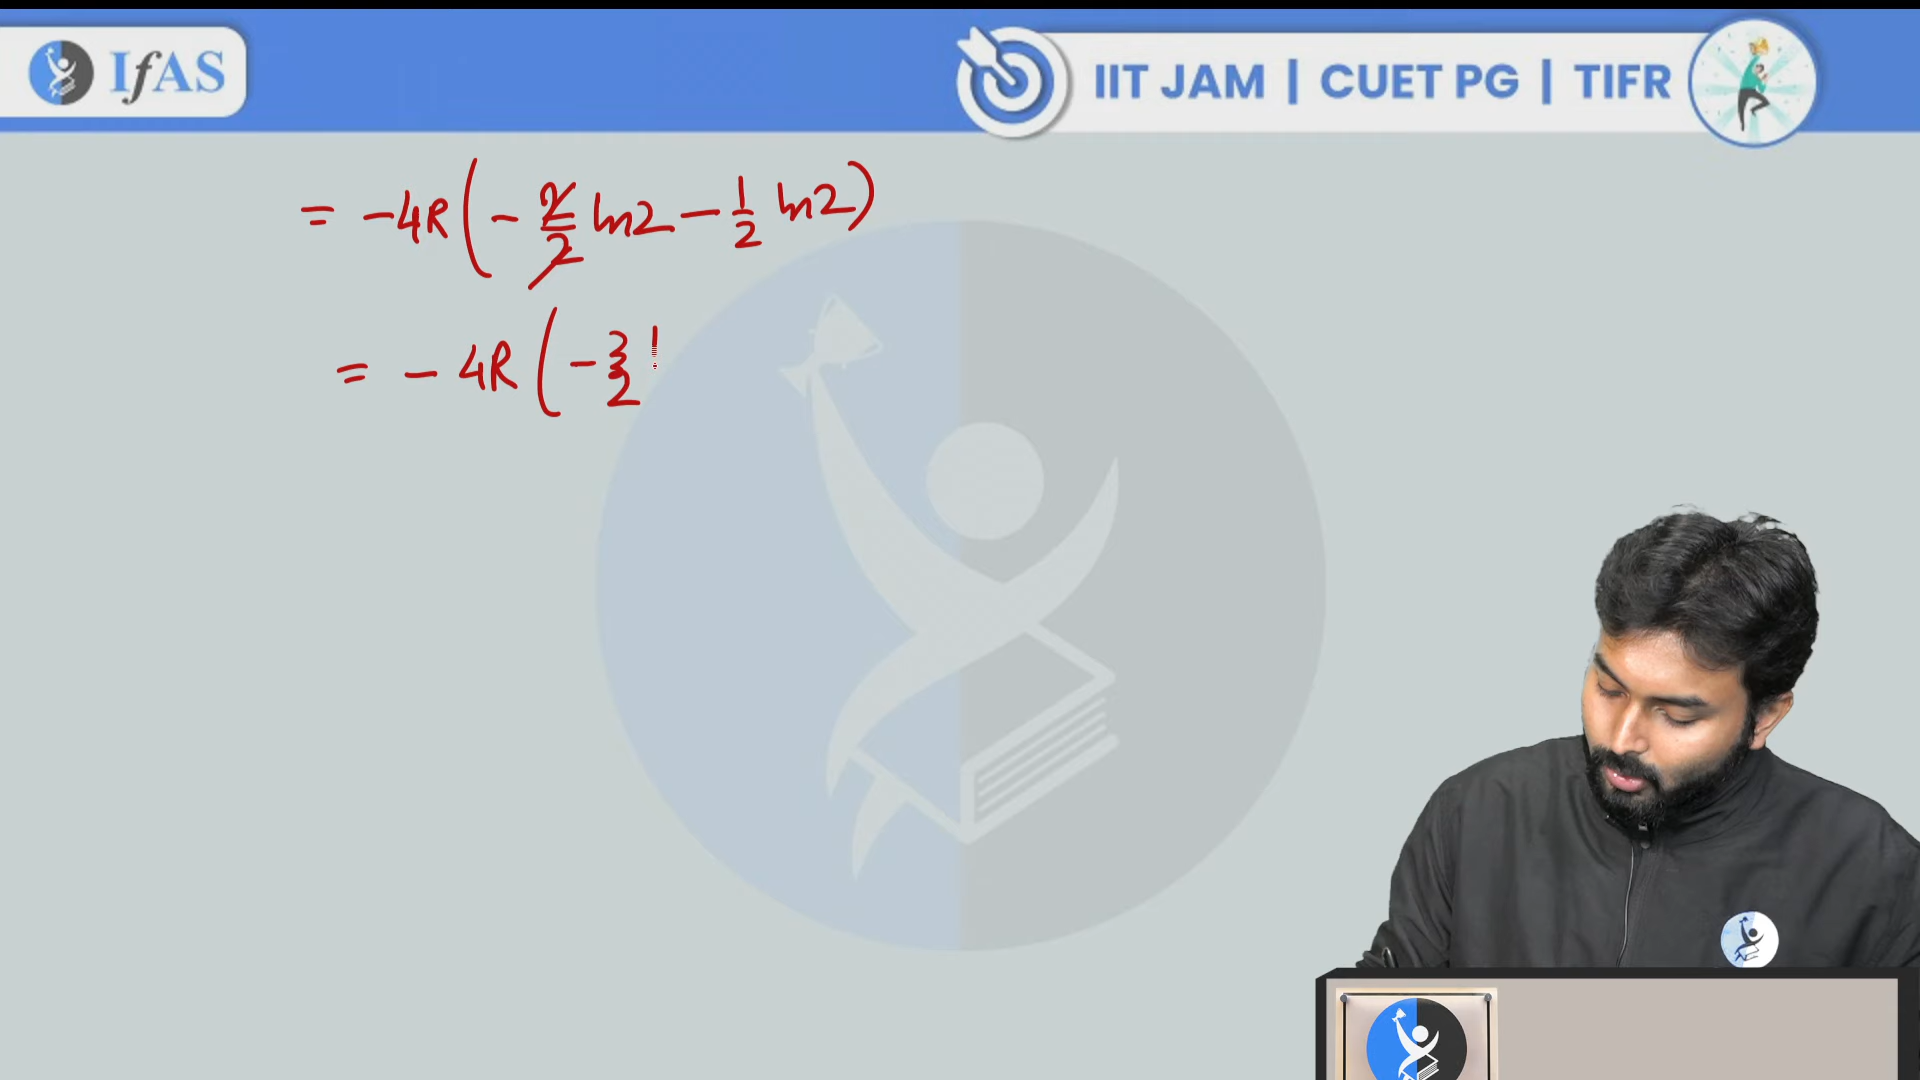 IfAS
IIT JAM | CUET PG | TIFR
= -4R(-2/2 ln2 - 1/2 ln2)
= -4R(-3/2 l